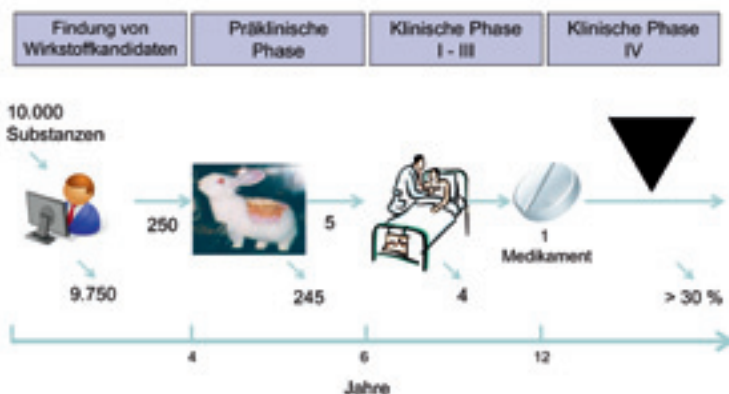 Findung von
Wirkstoffkandidaten
Präklinische
Phase
Klinische Phase
I - III
Klinische Phase
IV
10.000
Substanzen
250
5
1
Medikament
9.750
245
4
> 30 %
4
6
12
Jahre